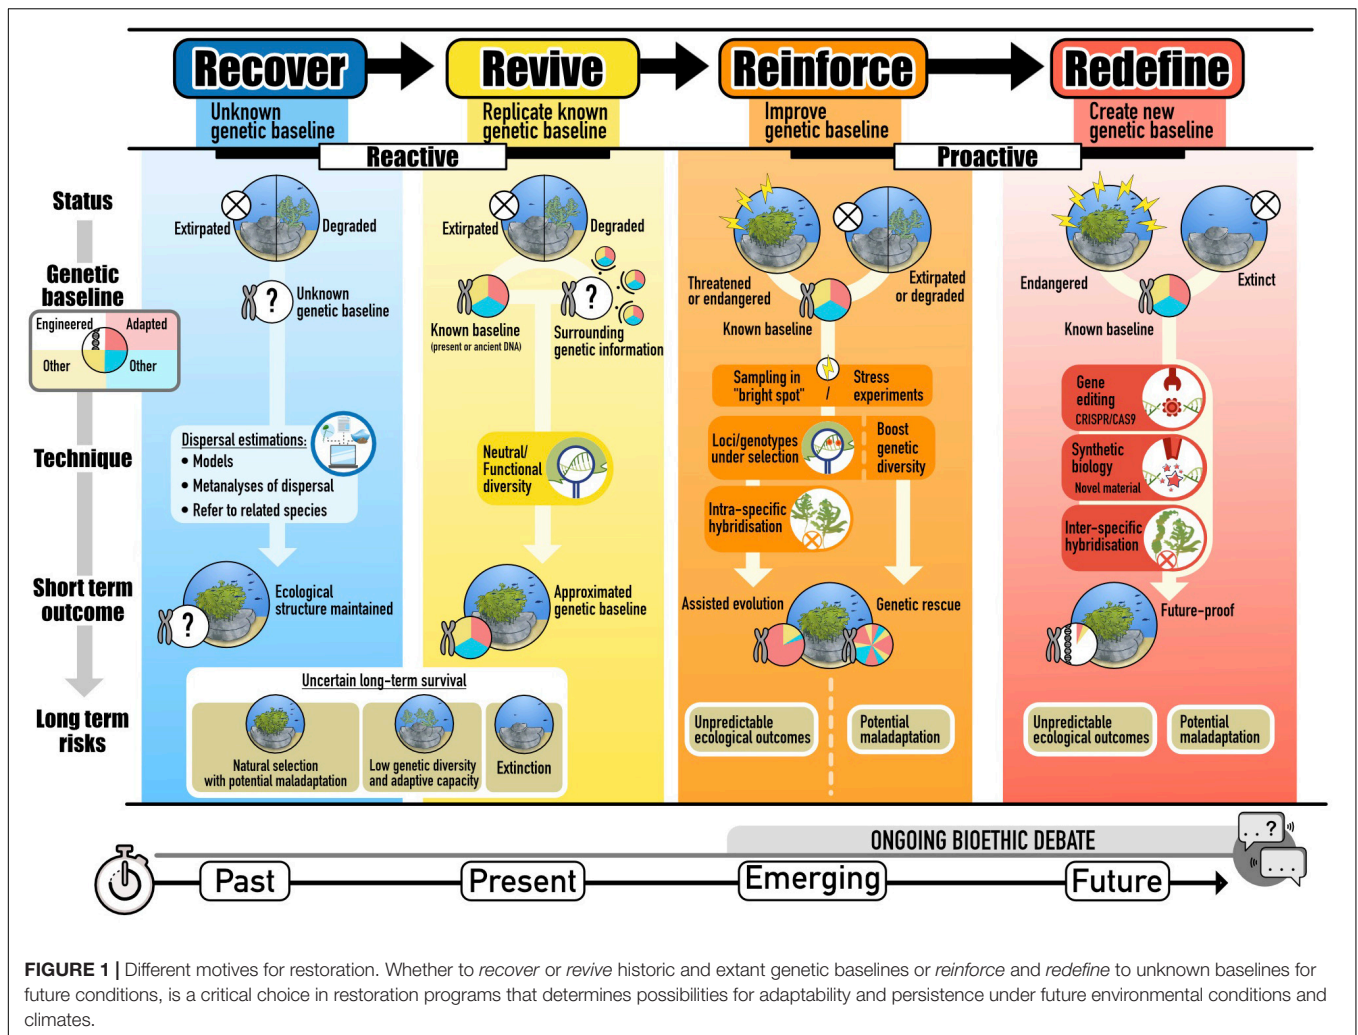 Recover
Revive
Reinforce
Redefine
Unknown
genetic baseline
Replicate known
genetic baseline
Improve
genetic baseline
Create new
genetic baseline
Reactive
Proactive
Status
Extirpated
Degraded
Extirpated
Degraded
Threatened
or endangered
Extirpated
or degraded
Endangered
Extinct
Genetic
baseline
Engineered
Adapted
Other
Other
?
Unknown
genetic baseline
Known baseline
(present or ancient DNA)
?
Surrounding
genetic information
Known baseline
Known baseline
Technique
Dispersal estimations:
• Models
• Metanalyses of dispersal
• Refer to related species
Neutral/
Functional
diversity
Sampling in
"bright spot"
/
Stress
experiments
Loci/genotypes
under selection
Boost
genetic
diversity
Intra-specific
hybridisation
Gene
editing
CRISPR/CAS9
Synthetic
biology
Novel material
Inter-specific
hybridisation
Short term
outcome
?
Ecological
structure maintained
Approximated
genetic baseline
Assisted evolution
Genetic rescue
Future-proof
Long term
risks
Uncertain long-term survival
Natural selection
with potential maladaptation
Low genetic diversity
and adaptive capacity
Extinction
Unpredictable
ecological outcomes
Potential
maladaptation
Unpredictable
ecological outcomes
Potential
maladaptation
ONGOING BIOETHIC DEBATE
. . ?
. . .
Past
Present
Emerging
Future
FIGURE 1 | Different motives for restoration. Whether to recover or revive historic and extant genetic baselines or reinforce and redefine to unknown baselines for
future conditions, is a critical choice in restoration programs that determines possibilities for adaptability and persistence under future environmental conditions and
climates.